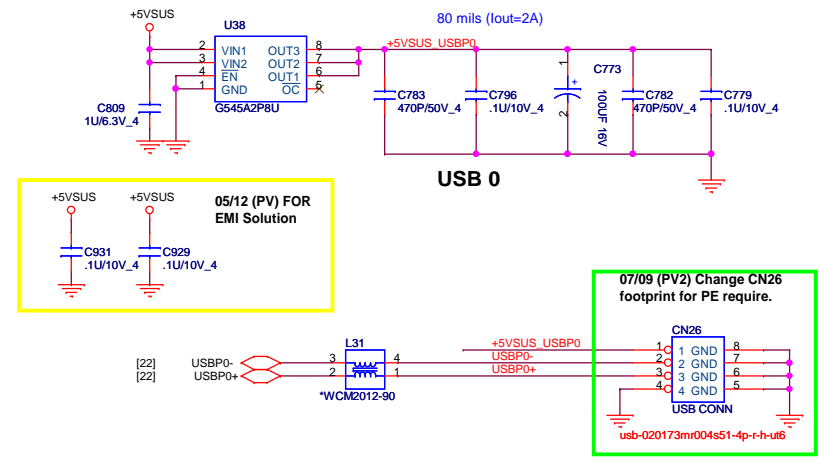 +5VSUS
U38
80 mils (Iout=2A)
2 VIN1 OUT3 8
3 VIN2 OUT2 7
4 EN OUT1 6
1 GND OC 5
G545A2P8U
+5VSUS_USBP0
C809
1U/6.3V_4
C783
470P/50V_4
C796
.1U/10V_4
1
+
2
C773
100UF 16V
C782
470P/50V_4
C779
.1U/10V_4
USB 0
+5VSUS
+5VSUS
05/12 (PV) FOR
EMI Solution
C931
.1U/10V_4
C929
.1U/10V_4
07/09 (PV2) Change CN26
footprint for PE require.
[22] USBP0-
[22] USBP0+
L31
3 4
2 1
*WCM2012-90
+5VSUS_USBP0
USBP0-
USBP0+
CN26
1 1 GND 8
2 2 GND 7
3 3 GND 6
4 4 GND 5
USB CONN
usb-020173mr004s51-4p-r-h-ut6